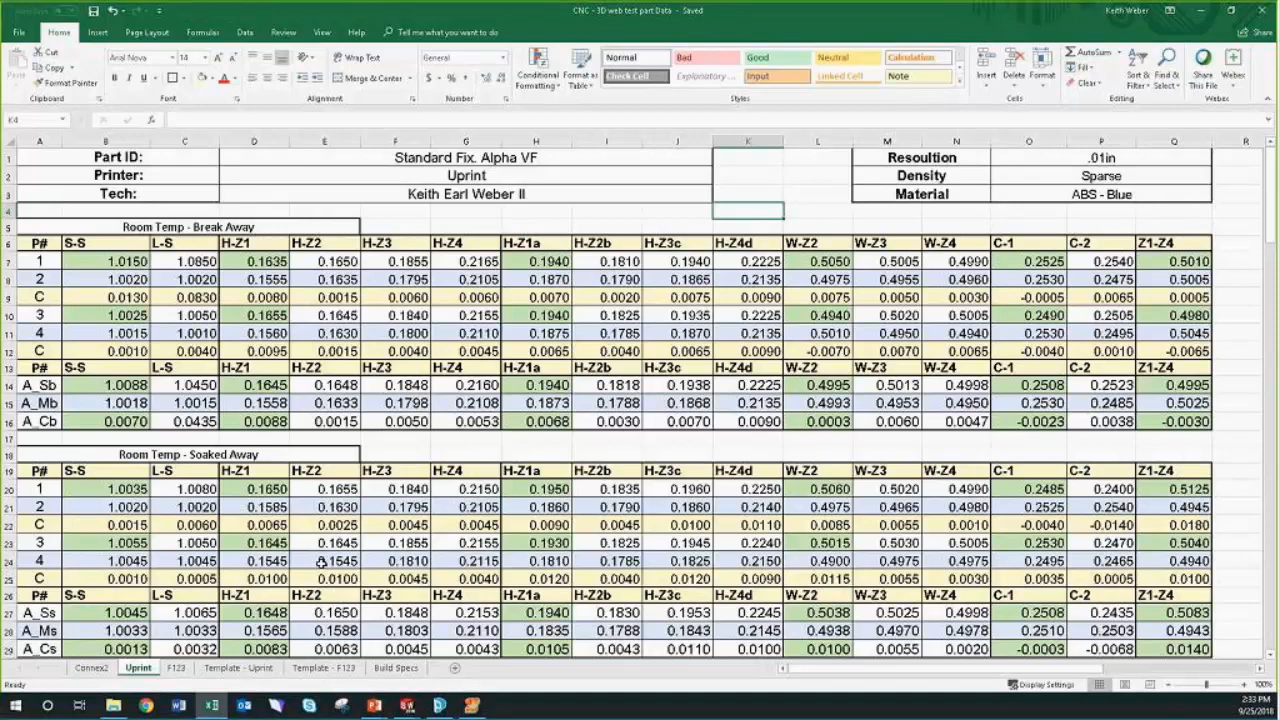 CNC - 3D web test part Data - Saved
Keith Weber
File Home Insert Page Layout Formulas Data Review View Help Tell me what you want to do Share
Paste Cut Copy Format Painter Clipboard
Arial Nova 14 Font
Wrap Text Merge & Center Alignment
General Number
Conditional Formatting Format as Table
Normal Bad Good Neutral Calculation
Check Cell Explanatory ... Input Linked Cell Note
Styles
Insert Delete Format Cells
AutoSum Fill Clear Sort & Filter Find & Select Editing
Share This File Webex Webex
K4 fx
A B C D E F G H I J K L M N O P Q R
1 Part ID: Standard Fix. Alpha VF Resoultion .01in
2 Printer: Uprint Density Sparse
3 Tech: Keith Earl Weber II Material ABS - Blue
4
5 Room Temp - Break Away
6 P# S-S L-S H-Z1 H-Z2 H-Z3 H-Z4 H-Z1a H-Z2b H-Z3c H-Z4d W-Z2 W-Z3 W-Z4 C-1 C-2 Z1-Z4
7 1 1.0150 1.0850 0.1635 0.1650 0.1855 0.2165 0.1940 0.1810 0.1940 0.2225 0.5050 0.5005 0.4990 0.2525 0.2540 0.5010
8 2 1.0020 1.0020 0.1555 0.1635 0.1795 0.2105 0.1870 0.1790 0.1865 0.2135 0.4975 0.4955 0.4960 0.2530 0.2475 0.5005
9 C 0.0130 0.0830 0.0080 0.0015 0.0060 0.0060 0.0070 0.0020 0.0075 0.0090 0.0075 0.0050 0.0030 -0.0005 0.0065 0.0005
10 3 1.0025 1.0050 0.1655 0.1645 0.1840 0.2155 0.1940 0.1825 0.1935 0.2225 0.4940 0.5020 0.5005 0.2490 0.2505 0.4980
11 4 1.0015 1.0010 0.1560 0.1630 0.1800 0.2110 0.1875 0.1785 0.1870 0.2135 0.5010 0.4950 0.4940 0.2530 0.2495 0.5045
12 C 0.0010 0.0040 0.0095 0.0015 0.0040 0.0045 0.0065 0.0040 0.0065 0.0090 -0.0070 0.0070 0.0065 -0.0040 0.0010 -0.0065
13 P# S-S L-S H-Z1 H-Z2 H-Z3 H-Z4 H-Z1a H-Z2b H-Z3c H-Z4d W-Z2 W-Z3 W-Z4 C-1 C-2 Z1-Z4
14 A_Sb 1.0088 1.0450 0.1645 0.1648 0.1848 0.2160 0.1940 0.1818 0.1938 0.2225 0.4995 0.5013 0.4998 0.2508 0.2523 0.4995
15 A_Mb 1.0018 1.0015 0.1558 0.1633 0.1798 0.2108 0.1873 0.1788 0.1868 0.2135 0.4993 0.4953 0.4950 0.2530 0.2485 0.5025
16 A_Cb 0.0070 0.0435 0.0088 0.0015 0.0050 0.0053 0.0068 0.0030 0.0070 0.0090 0.0003 0.0060 0.0047 -0.0023 0.0038 -0.0030
17
18 Room Temp - Soaked Away
19 P# S-S L-S H-Z1 H-Z2 H-Z3 H-Z4 H-Z1a H-Z2b H-Z3c H-Z4d W-Z2 W-Z3 W-Z4 C-1 C-2 Z1-Z4
20 1 1.0035 1.0080 0.1650 0.1655 0.1840 0.2150 0.1950 0.1835 0.1960 0.2250 0.5060 0.5020 0.4990 0.2485 0.2400 0.5125
21 2 1.0020 1.0020 0.1585 0.1630 0.1795 0.2105 0.1860 0.1790 0.1860 0.2140 0.4975 0.4965 0.4980 0.2525 0.2540 0.4945
22 C 0.0015 0.0060 0.0065 0.0025 0.0045 0.0045 0.0090 0.0045 0.0100 0.0110 0.0085 0.0055 0.0010 -0.0040 -0.0140 0.0180
23 3 1.0055 1.0050 0.1645 0.1645 0.1855 0.2155 0.1930 0.1825 0.1945 0.2240 0.5015 0.5030 0.5005 0.2530 0.2470 0.5040
24 4 1.0045 1.0045 0.1545 0.1545 0.1810 0.2115 0.1810 0.1785 0.1825 0.2150 0.4900 0.4975 0.4975 0.2495 0.2465 0.4940
25 C 0.0010 0.0005 0.0100 0.0100 0.0045 0.0040 0.0120 0.0040 0.0120 0.0090 0.0115 0.0055 0.0030 0.0035 0.0005 0.0100
26 P# S-S L-S H-Z1 H-Z2 H-Z3 H-Z4 H-Z1a H-Z2b H-Z3c H-Z4d W-Z2 W-Z3 W-Z4 C-1 C-2 Z1-Z4
27 A_Ss 1.0045 1.0065 0.1648 0.1650 0.1848 0.2153 0.1940 0.1830 0.1953 0.2245 0.5038 0.5025 0.4998 0.2508 0.2435 0.5083
28 A_Ms 1.0033 1.0033 0.1565 0.1588 0.1803 0.2110 0.1835 0.1788 0.1843 0.2145 0.4938 0.4970 0.4978 0.2510 0.2503 0.4943
29 A_Cs 0.0013 0.0032 0.0083 0.0063 0.0045 0.0043 0.0105 0.0043 0.0110 0.0100 0.0100 0.0055 0.0020 -0.0003 -0.0068 0.0140
Connex2 Uprint F123 Template - Uprint Template - F123 Build Specs
Ready Display Settings 100%
2:33 PM
9/25/2018